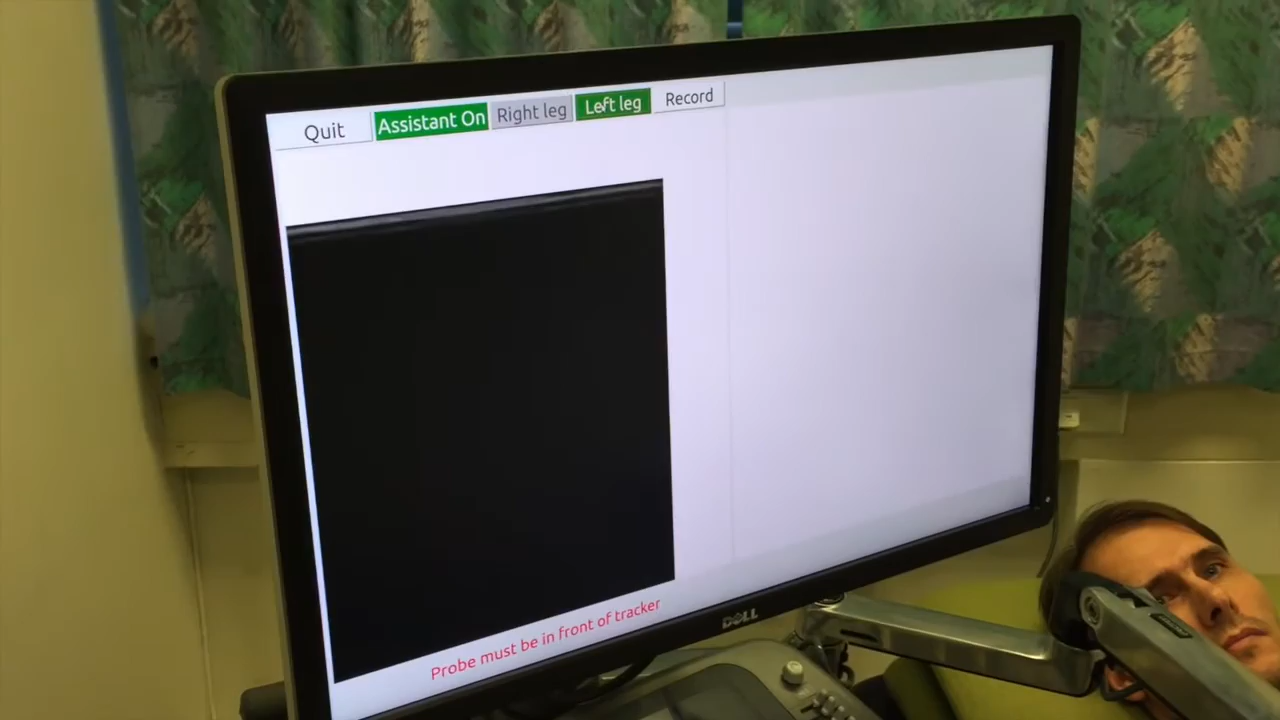 Quit
Assistant On
Right leg
Left leg
Record
Probe must be in front of tracker
DELL